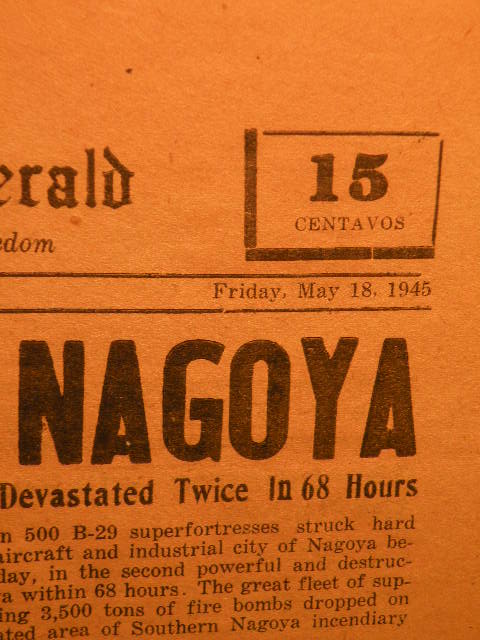 erald
15
CENTAVOS
edom
Friday, May 18, 1945
NAGOYA
Devastated Twice In 68 Hours
n 500 B-29 superfortresses struck hard
aircraft and industrial city of Nagoya be-
day, in the second powerful and destruc-
a within 68 hours. The great fleet of sup-
ing 3,500 tons of fire bombs dropped on
ated area of Southern Nagoya incendiary